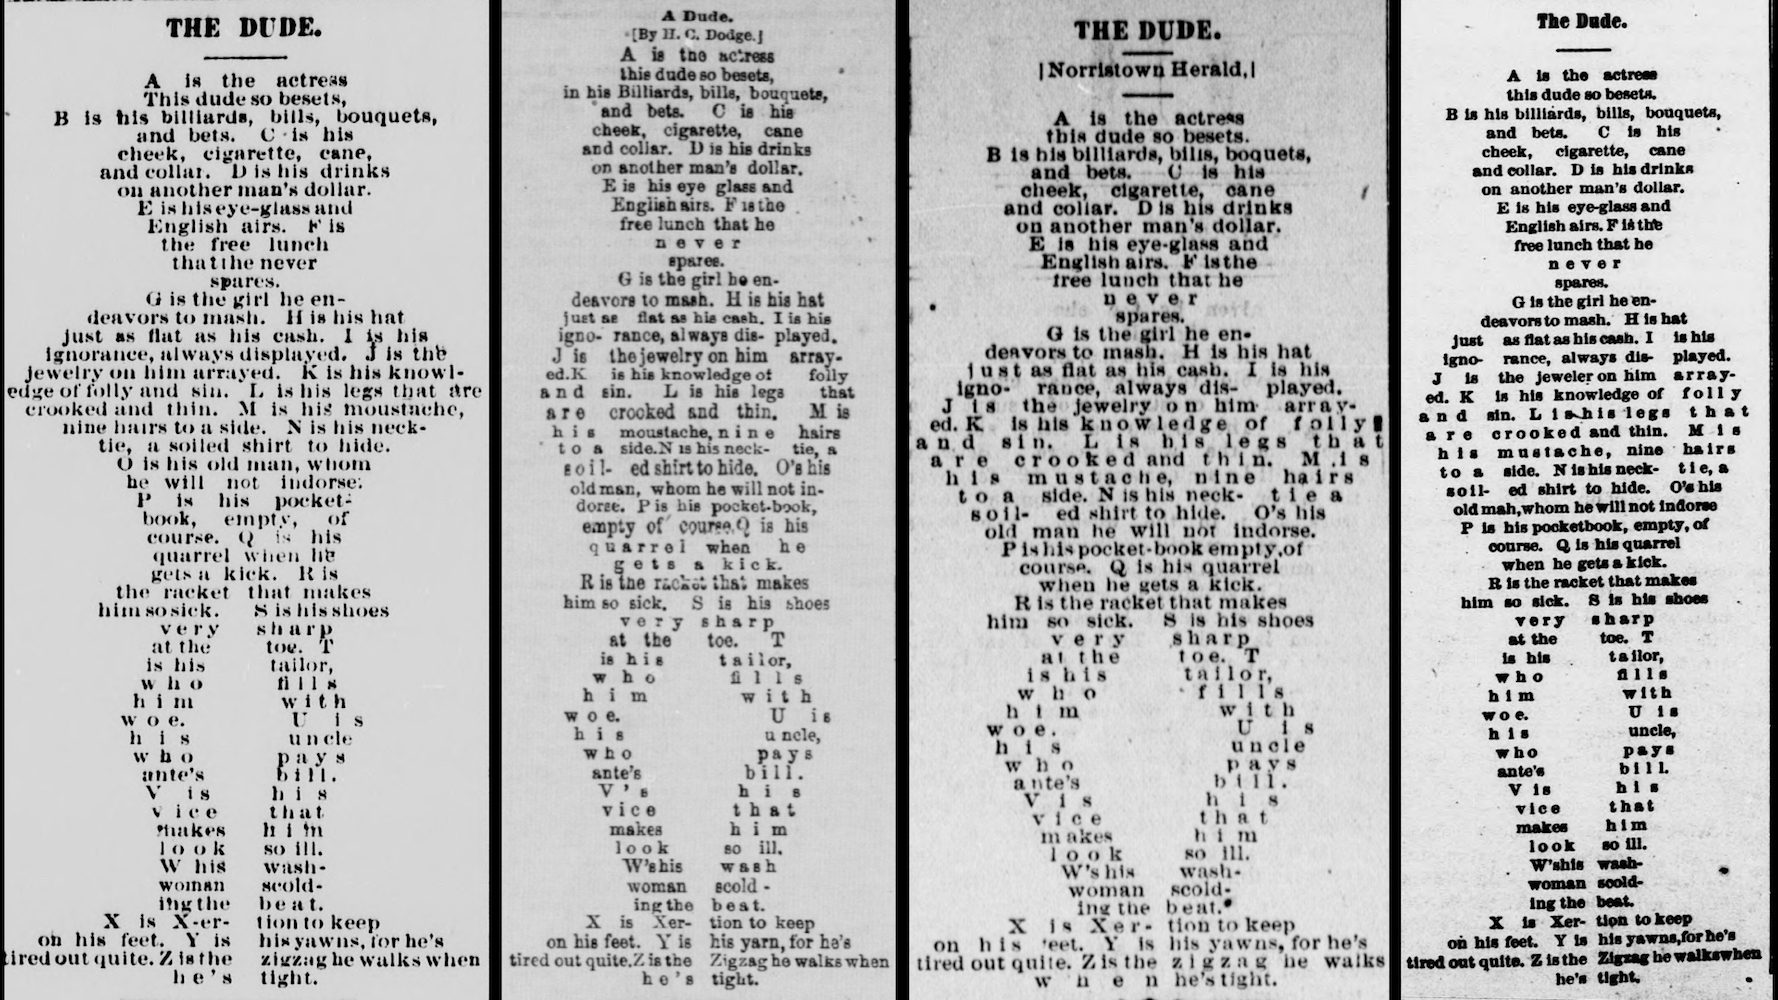 THE DUDE.
A is the actress
This dude so besets,
B is his billiards, bills, bouquets,
and bets. C is his
cheek, cigarette, cane,
and collar. D is his drinks
on another man's dollar.
E is his eye-glass and
English airs. F is
the free lunch
that the never
spares.
G is the girl he en-
deavors to mash. H is his hat
just as flat as his cash. I is his
ignorance, always displayed. J is the
jewelry on him arrayed. K is his knowl-
edge of folly and sin. L is his legs that are
crooked and thin. M is his moustache,
nine hairs to a side. N is his neck-
tie, a soiled shirt to hide.
O is his old man, whom
he will not indorse.
P is his pocket-
book, empty, of
course. Q is his
quarrel when he
gets a kick. R is
the racket that makes
him so sick. S is his shoes
very sharp
at the toe. T
is his tailor,
who fills
him with
woe. U is
his uncle
who pays
ante's bill.
V is his
vice that
makes him
look so ill.
W his wash-
woman scold-
ing the beat.
X is X-er- tion to keep
on his feet. Y is his yawns, for he's
tired out quite. Z is the zigzag he walks when
he's tight.
A Dude.
[By H. C. Dodge.]
A is the actress
this dude so besets,
in his Billiards, bills, bouquets,
and bets. C is his
cheek, cigarette, cane
and collar. D is his drinks
on another man's dollar.
E is his eye glass and
English airs. F is the
free lunch that he
never
spares.
G is the girl he en-
deavors to mash. H is his hat
just as flat as his cash. I is his
igno- rance, always dis- played.
J is the jewelry on him array-
ed. K is his knowledge of folly
and sin. L is his legs that
are crooked and thin. M is
his moustache, nine hairs
to a side. N is his neck- tie, a
soil- ed shirt to hide. O's his
old man, whom he will not in-
dorse. P is his pocket-book,
empty of course. Q is his
quarrel when he
gets a kick.
R is the racket that makes
him so sick. S is his shoes
very sharp
at the toe. T
is his tailor,
who fills
him with
woe. U is
his uncle,
who pays
ante's bill.
V's his
vice that
makes him
look so ill.
W's his wash
woman scold-
ing the beat.
X is Xer- tion to keep
on his feet. Y is his yarn, for he's
tired out quite. Z is the Zigzag he walks when
he's tight.
THE DUDE.
[Norristown Herald,]
A is the actress
this dude so besets.
B is his billiards, bills, boquets,
and bets. C is his
cheek, cigarette, cane
and collar. D is his drinks
on another man's dollar.
E is his eye-glass and
English airs. F is the
free lunch that he
never
spares.
G is the girl he en-
deavors to mash. H is his hat
just as flat as his cash. I is his
igno- rance, always dis- played.
J is the jewelry on him array-
ed. K is his knowledge of folly
and sin. L is his legs that
are crooked and thin. M is
his mustache, nine hairs
to a side. N is his neck- tie a
soil- ed shirt to hide. O's his
old man he will not indorse.
P is his pocket-book empty, of
course. Q is his quarrel
when he gets a kick.
R is the racket that makes
him so sick. S is his shoes
very sharp
at the toe. T
is his tailor,
who fills
him with
woe. U is
his uncle
who pays
ante's bill.
V is his
vice that
makes him
look so ill.
W's his wash-
woman scold-
ing the beat.
X is Xer- tion to keep
on his feet. Y is his yawns, for he's
tired out quite. Z is the zigzag he walks
when he's tight.
The Dude.
A is the actress
this dude so besets.
B is his billiards, bills, bouquets,
and bets. C is his
cheek, cigarette, cane
and collar. D is his drinks
on another man's dollar.
E is his eye-glass and
English airs. F is the
free lunch that he
never
spares.
G is the girl he en-
deavors to mash. H is hat
just as flat as his cash. I is his
igno- rance, always dis- played.
J is the jeweler on him array-
ed. K is his knowledge of folly
and sin. L is his legs that
are crooked and thin. M is
his mustache, nine hairs
to a side. N is his neck- tie, a
soil- ed shirt to hide. O's his
old mah, whom he will not indorse
P is his pocketbook, empty, of
course. Q is his quarrel
when he gets a kick.
R is the racket that makes
him so sick. S is his shoes
very sharp
at the toe. T
is his tailor,
who fills
him with
woe. U is
his uncle,
who pays
ante's bill.
V is his
vice that
makes him
look so ill.
W's his wash-
woman scold-
ing the beat.
X is Xer- tion to keep
on his feet. Y is his yawns, for he's
tired out quite. Z is the Zigzag he walks when
he's tight.